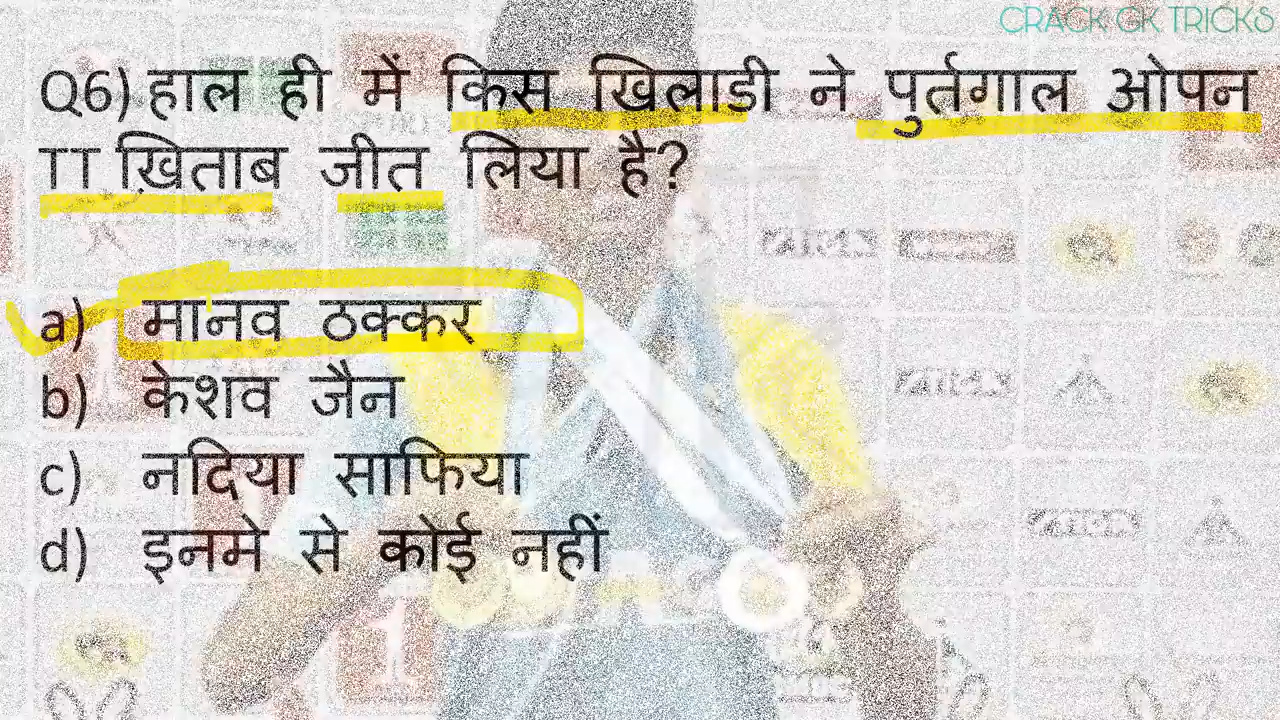 CRACK GK TRICKS
Q6) हाल ही में किस खिलाडी ने पुर्तगाल ओपन
TT ख़िताब जीत लिया है?
a) मानव ठक्कर
b) केशव जैन
c) नदिया साफिया
d) इनमे से कोई नहीं